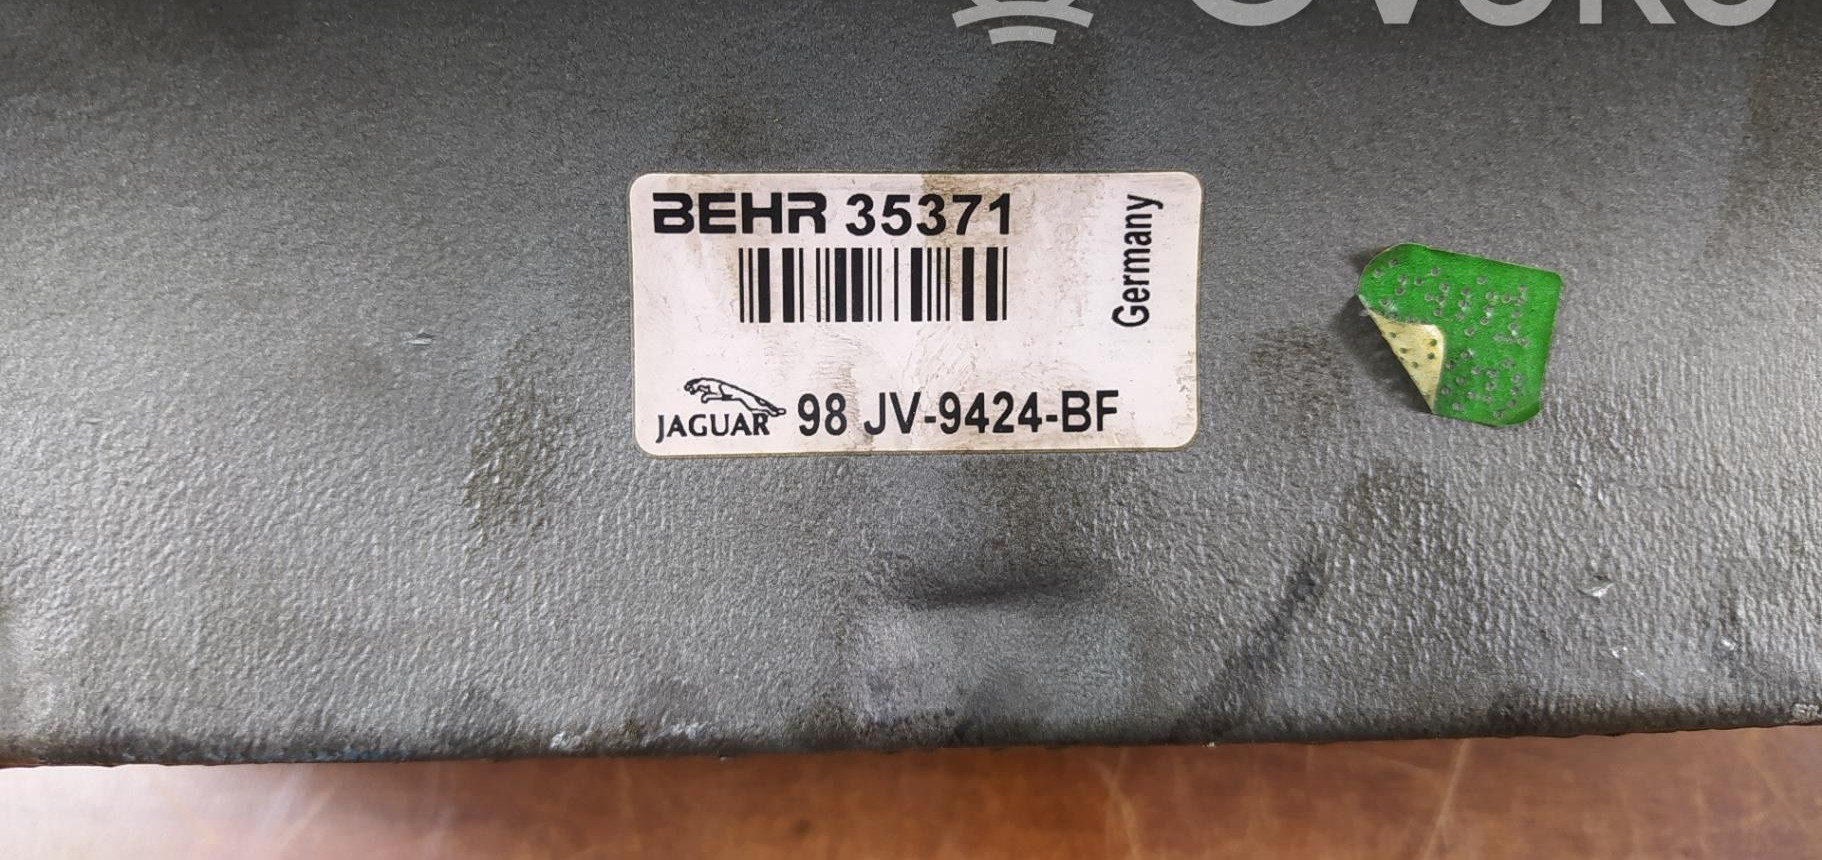 BEHR 35371
Germany
JAGUAR 98 JV-9424-BF